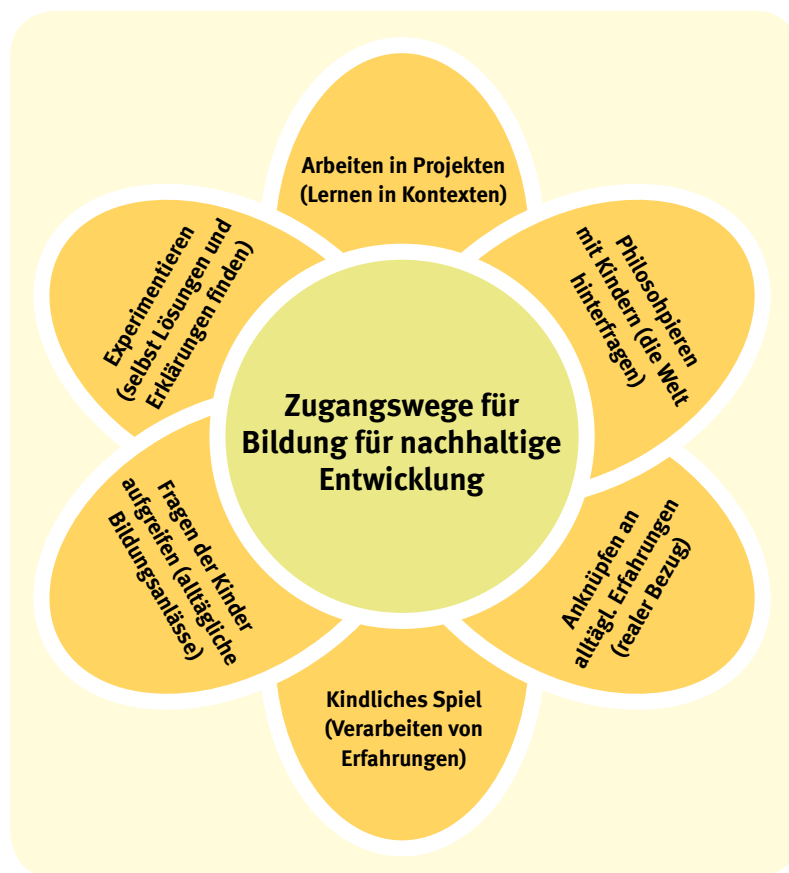 Arbeiten in Projekten
(Lernen in Kontexten)
Philosohpieren
mit Kindern (die Welt
hinterfragen)
Anknüpfen an
alltägl. Erfahrungen
(realer Bezug)
Kindliches Spiel
(Verarbeiten von
Erfahrungen)
Fragen der Kinder
aufgreifen (alltägliche
Bildungsanlässe)
Experimentieren
(selbst Lösungen und
Erklärungen finden)
Zugangswege für
Bildung für nachhaltige
Entwicklung